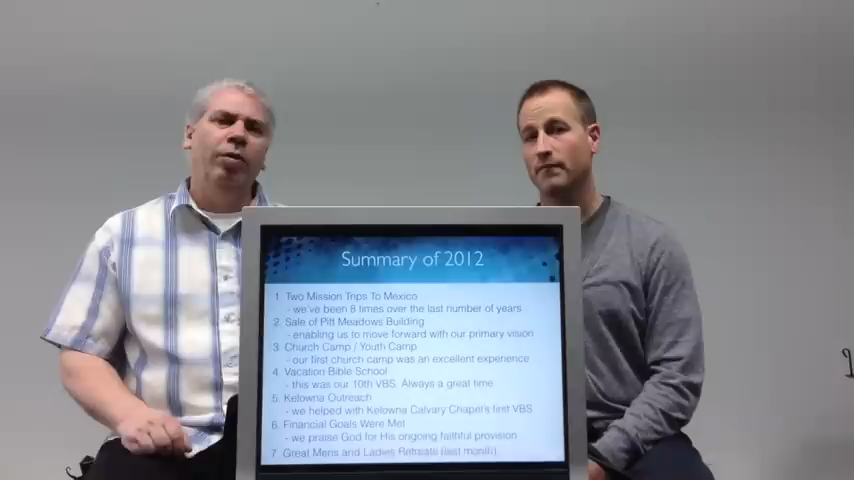 Summary of 2012
1 Two Mission Trips To Mexico
- we've been 8 times over the last number of years
2 Sale of Pitt Meadows Building
- enabling us to move forward with our primary vision
3 Church Camp / Youth Camp
- our first church camp was an excellent experience
4 Vacation Bible School
- this was our 10th VBS. Always a great time
5 Kelowna Outreach
- we helped with Kelowna Calvary Chapel's first VBS
6 Financial Goals Were Met
- we praise God for His ongoing faithful provision
7 Great Mens and Ladies Retreats (last month)